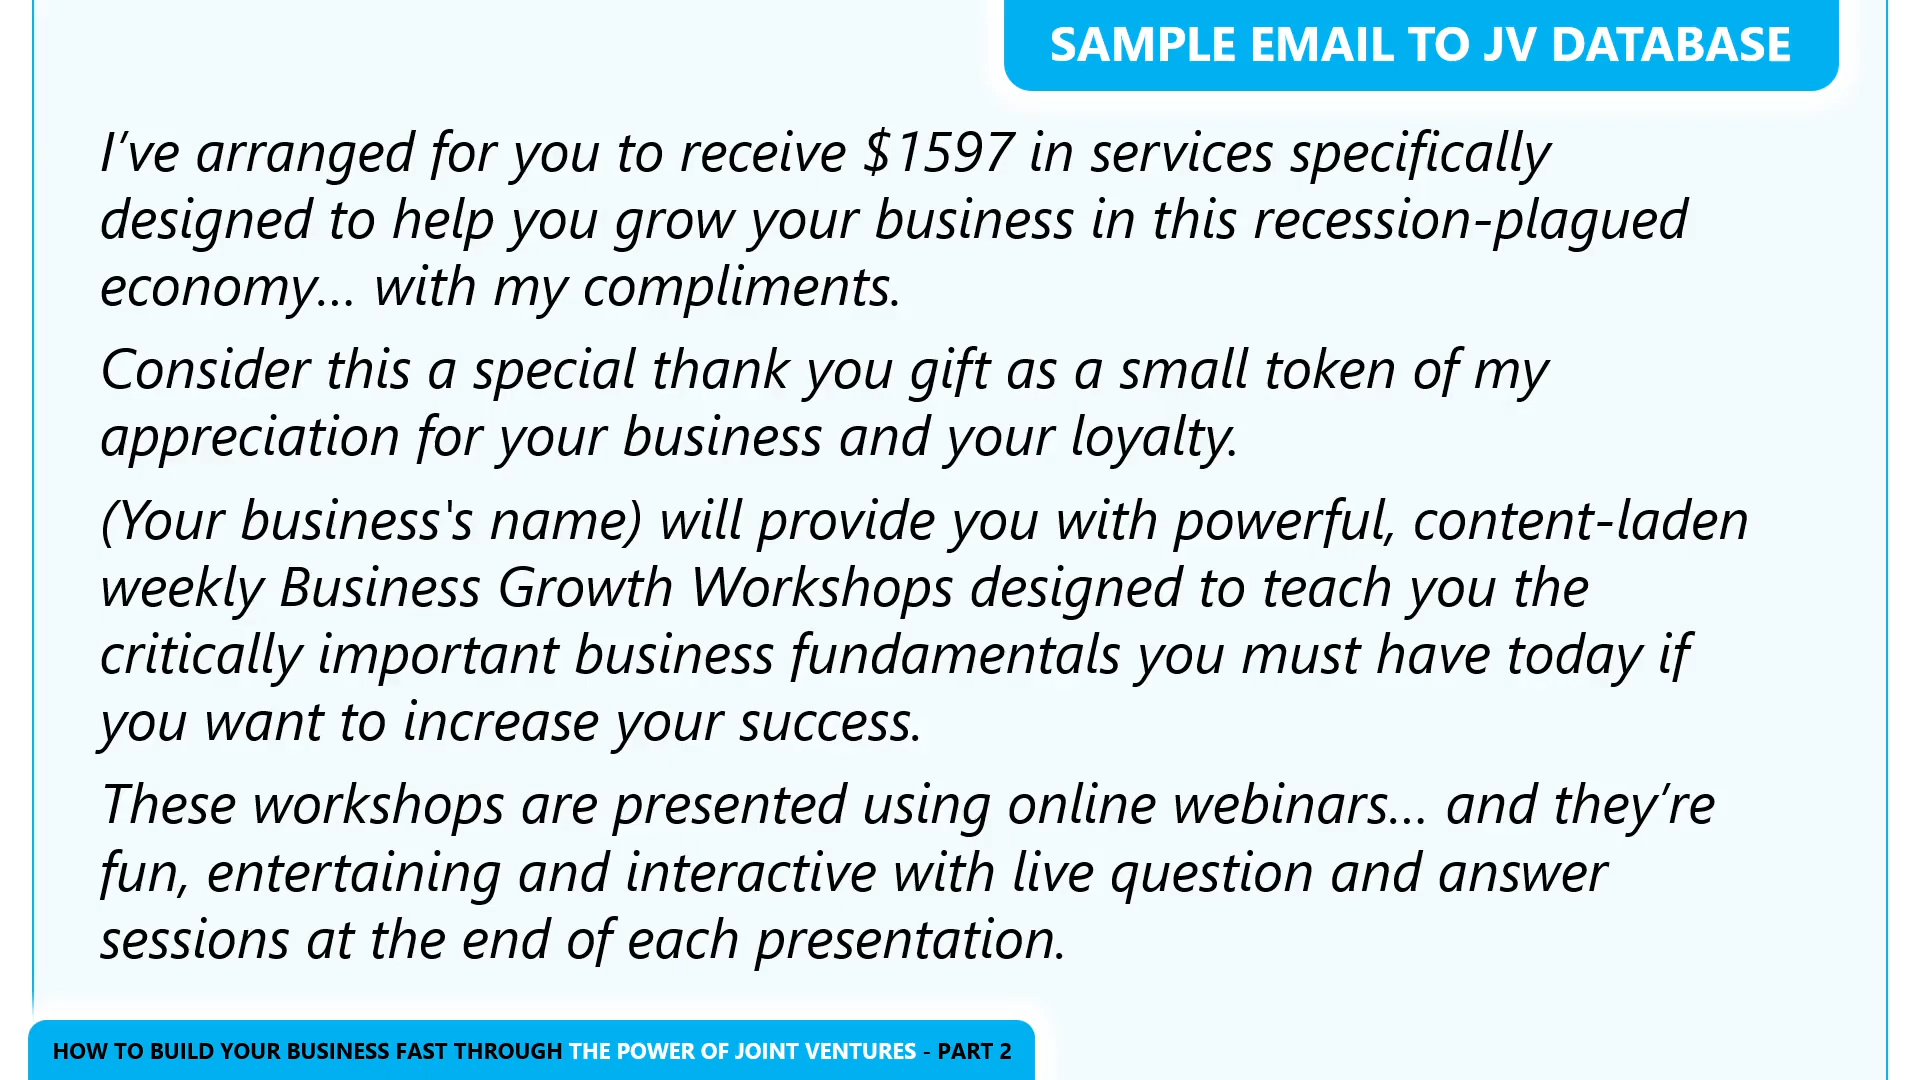 SAMPLE EMAIL TO JV DATABASE
I’ve arranged for you to receive $1597 in services specifically
designed to help you grow your business in this recession-plagued
economy... with my compliments.
Consider this a special thank you gift as a small token of my
appreciation for your business and your loyalty.
(Your business's name) will provide you with powerful, content-laden
weekly Business Growth Workshops designed to teach you the
critically important business fundamentals you must have today if
you want to increase your success.
These workshops are presented using online webinars... and they’re
fun, entertaining and interactive with live question and answer
sessions at the end of each presentation.
HOW TO BUILD YOUR BUSINESS FAST THROUGH THE POWER OF JOINT VENTURES - PART 2